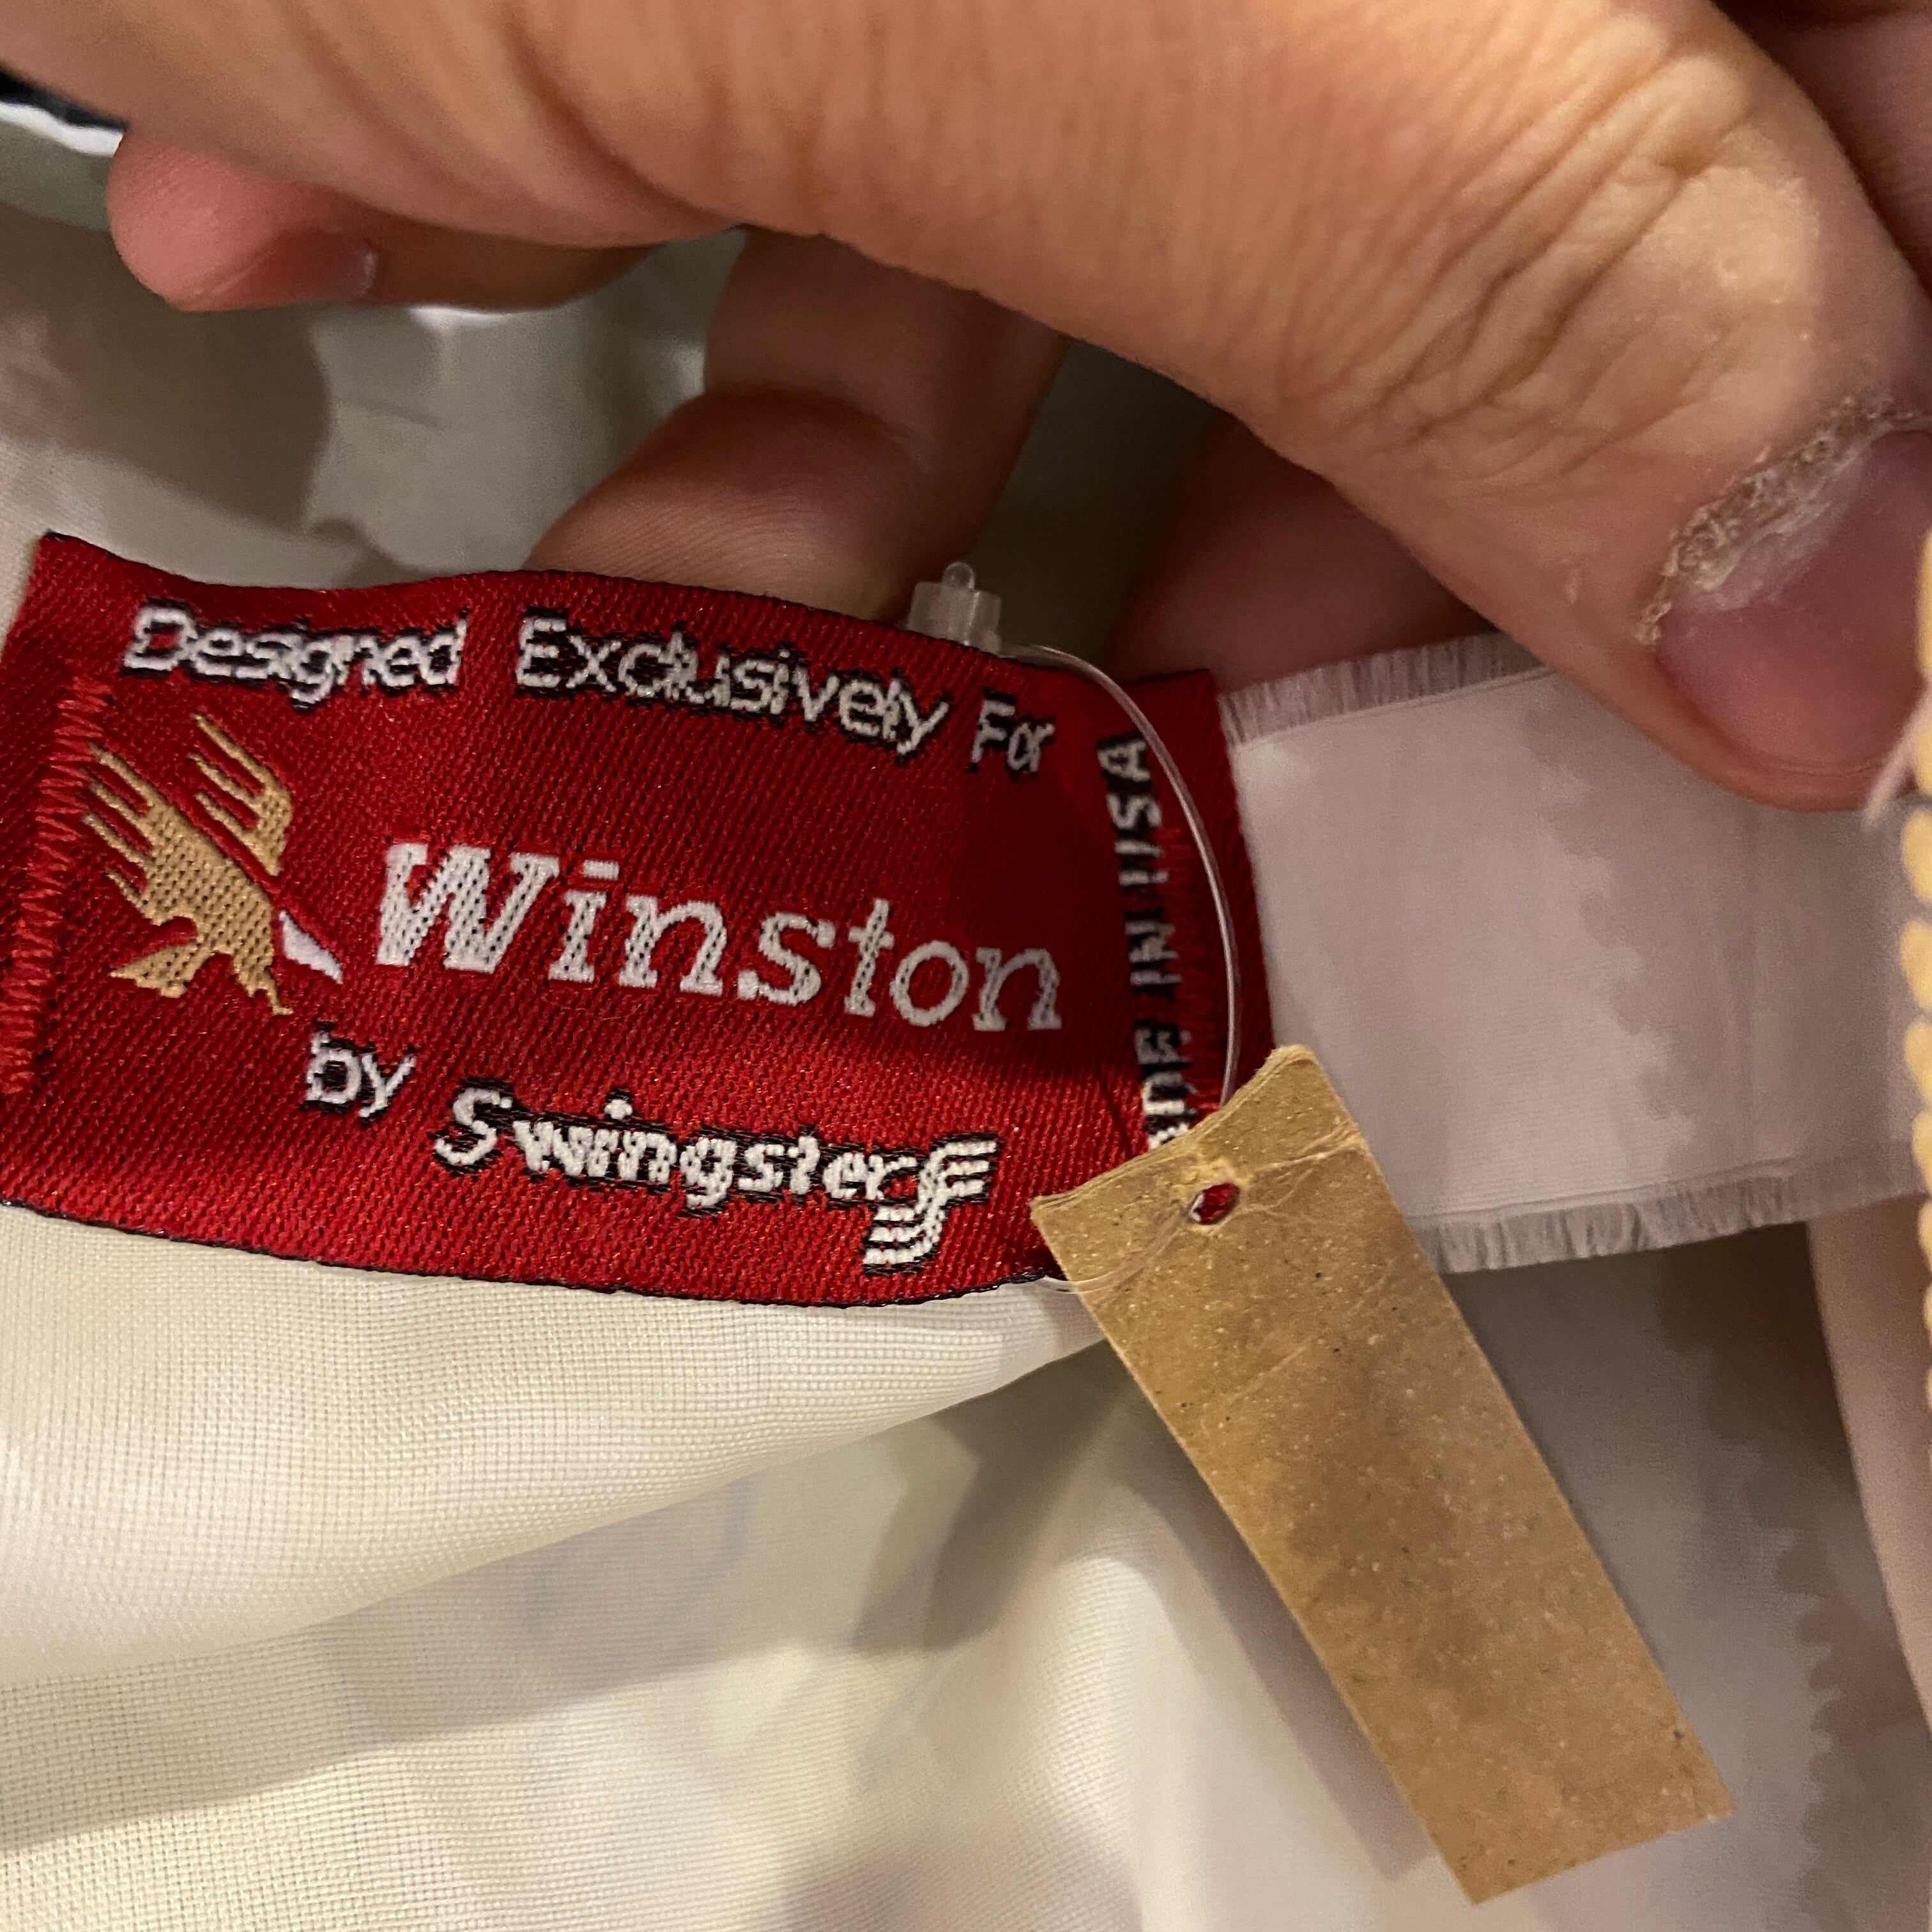 Designed Exclusively For
Winston
by Swingster
MADE IN USA